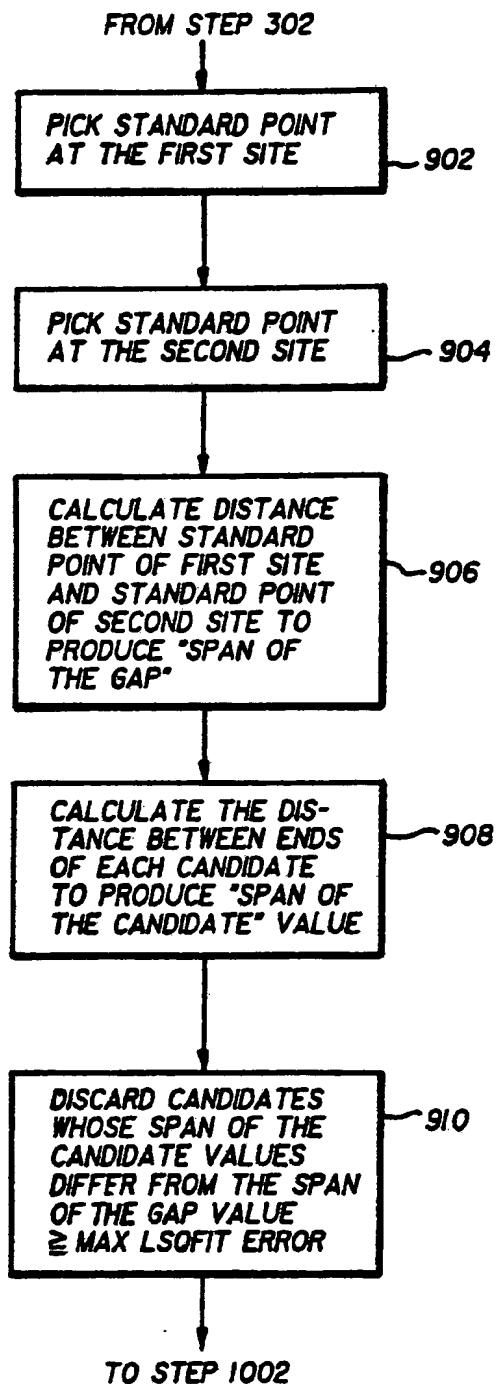 FROM STEP 302
PICK STANDARD POINT
AT THE FIRST SITE
902
PICK STANDARD POINT
AT THE SECOND SITE
904
CALCULATE DISTANCE
BETWEEN STANDARD
POINT OF FIRST SITE
AND STANDARD POINT
OF SECOND SITE TO
PRODUCE "SPAN OF
THE GAP"
906
CALCULATE THE DIS-
TANCE BETWEEN ENDS
OF EACH CANDIDATE
TO PRODUCE "SPAN OF
THE CANDIDATE" VALUE
908
DISCARD CANDIDATES
WHOSE SPAN OF THE
CANDIDATE VALUES
DIFFER FROM THE SPAN
OF THE GAP VALUE
≧ MAX LSQFIT ERROR
910
TO STEP 1002